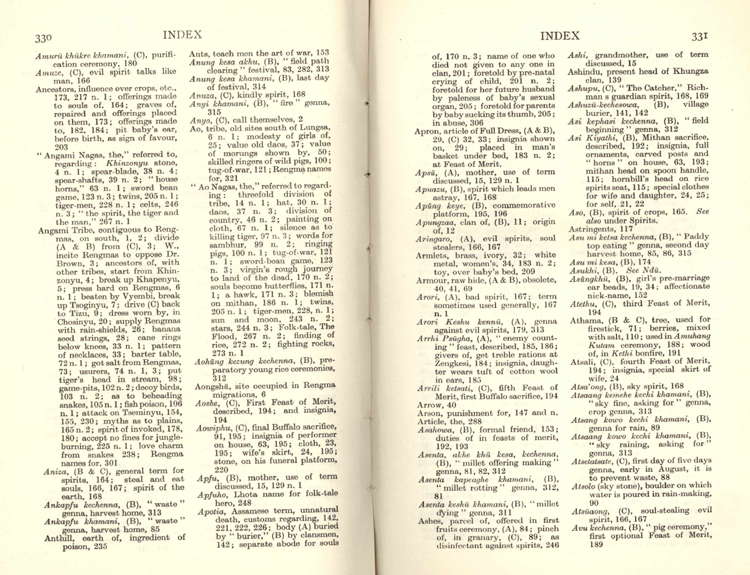 330
INDEX
Amurü khükre khamani, (C), purifi-
cation ceremony, 180
Amuze, (C), evil spirit talks like
man, 166
Ancestors, influence over crops, etc.,
173, 217 n. 1; offerings made
to souls of, 164; graves of,
repaired and offerings placed
on them, 173; offerings made
to, 182, 184; pit baby's ear,
before birth, as sign of favour,
203
"Angami Nagas, the," referred to,
regarding: Khinzonyu stone,
4 n. 1; spear-blade, 38 n. 4;
spear-shafts, 39 n. 2; "house
horns," 63 n. 1; sword bean
game, 123 n. 3; twins, 205 n. 1;
tiger-men, 228 n. 1; celts, 246
n. 3; "the spirit, the tiger and
the man," 267 n. 1
Angami Tribe, contiguous to Reng-
mas, on south, 1, 2; divide
(A & B) from (C), 3; W.,
incite Rengmas to oppose Dr.
Brown, 3; ancestors of, with
other tribes, start from Khin-
zonyu, 4; break up Khapenyu,
5; press hard on Rengmas, 6
n. 1; beaten by Vyembi, break
up Tsoginyu, 7; drive (C) back
to Tizu, 9; dress worn by, in
Chosinyu, 20; supply Rengmas
with rain-shields, 26; banana
seed strings, 28; cane rings
below knees, 33 n. 1; pattern
of necklaces, 33; barter table,
72 n. 1; got salt from Rengmas,
73; usurers, 74 n. 1, 3; put
tiger's head in stream, 98;
game-pits, 102 n. 2; decoy birds,
103 n. 2; as to beheading
snakes, 105 n. 1; fish poison, 106
n. 1; attack on Tseminyu, 154,
155, 230; myths as to plains,
165 n. 2; spirit of invoked, 178,
180; accept no fines for jungle-
burning, 225 n. 1; love charm
from snakes 238; Rengma
names for, 301
Aniza, (B & C), general term for
spirits, 164; steal and eat
souls, 166, 167; spirit of the
earth, 168
Ankapfu kechenna, (B), "waste"
genna, harvest home, 313
Ankapfu khamani, (B), "waste"
genna, harvest home, 85
Anthill, earth of, ingredient of
poison, 235
Ants, teach men the art of war, 153
Anung kesa akhu, (B), "field path
clearing" festival, 83, 282, 313
Anung kesa khamani, (B), last day
of festival, 314
Anuza, (C), kindly spirit, 168
Anyi khamani, (B), "fire" genna,
315
Anyo, (C), call themselves, 2
Ao, tribe, old sites south of Lungsa,
6 n. 1; modesty of girls of,
25; value old daos, 37; value
of morungs shown by, 50;
skilled ringers of wild pigs, 100;
tug-of-war, 121; Rengma names
for, 321
"Ao Nagas, the," referred to regard-
ing: threefold division of
tribe, 14 n. 1; hat, 30 n. 1;
daos, 37 n. 3; division of
country, 46 n. 2; painting on
cloth, 67 n. 1; silence as to
killing tiger, 97 n. 3; words for
sambhur, 99 n. 2; ringing
pigs, 100 n. 1; tug-of-war, 121
n. 1; sword-bean game, 123
n. 3; virgin's rough journey
to land of the dead, 170 n. 2;
souls become butterflies, 171 n.
1; a hawk, 171 n. 3; blemish
on mithan, 186 n. 1; twins,
205 n. 1; tiger-men, 228, n. 1;
sun and moon, 243 n. 2;
stars, 244 n. 3; Folk-tale, The
Flood, 267 n. 2; finding of
rice, 272 n. 2; fighting rocks,
273 n. 1
Aohüng kezong kechenna, (B), pre-
paratory young rice ceremonies,
312
Aongshü, site occupied in Rengma
migrations, 6
Aoshe, (C), First Feast of Merit,
described, 194; and insignia,
194
Aowiphu, (C), final Buffalo sacrifice,
91, 195; insignia of performer
on house, 63, 195; cloth, 23,
195; wife's skirt, 24, 195;
stone, on his funeral platform,
220
Apfu, (B), mother, use of term
discussed, 15, 129 n. 1
Apfuho, Lhota name for folk-tale
hero, 248
Apotia, Assamese term, unnatural
death, customs regarding, 142,
221, 222, 226; body (A) buried
by "burier," (B) by clansmen,
142; separate abode for souls
INDEX
331
of, 170 n. 3; name of one who
died not given to any one in
clan, 201; foretold by pre-natal
crying of child, 201 n. 2;
foretold for her future husband
by paleness of baby's sexual
organ, 205; foretold for parents
by baby sucking its thumb, 205;
in abuse, 306
Apron, article of Full Dress, (A & B),
29, (C) 32, 33; insignia shown
on, 29; placed in man's
basket under bed, 183 n. 2;
at Feast of Merit,
Apsü, (A), mother, use of term
discussed, 15, 129 n. 1
Apuazu, (B), spirit which leads men
astray, 167, 168
Apüng keye, (B), commemorative
platform, 195, 196
Apungoza, clan of, (B), 11; origin
of, 12
Aringaro, (A), evil spirits, soul
stealers, 166, 167
Armlets, brass, ivory, 32; white
metal, women's, 34, 183 n. 2;
toy, over baby's bed, 209
Armour, raw hide, (A & B), obsolete,
40, 41, 69
Arori, (A), bad spirit, 167; term
sometimes used generally, 167
n. 1
Arori Keshu kennü, (A), genna
against evil spirits, 179, 313
Arrhi Psügha, (A), "enemy count-
ing" feast, described, 185, 186;
givers of, get treble rations at
Zengkesi, 184; insignia, daugh-
ter wears tuft of cotton wool
in ears, 185
Arrili ketsati, (C), fifth Feast of
Merit, first Buffalo sacrifice, 194
Arrow, 40
Arson, punishment for, 147 and n.
Article, the, 288
Asahowa, (B), formal friend, 153;
duties of in feasts of merit,
192, 193
Asenta, akhe khü kesa, kechenna,
(B), "millet offering making"
genna, 81, 82, 312
Asenta kapeaghe khamani, (B)
"millet rotting" genna, 312,
81
Asenta keshü khamani, (B), "millet
dying" genna, 311
Ashes, parcel of, offered in first
fruits ceremony, (A), 84; pinch
of, in granary, (C), 89; as
disinfectant against spirits, 246
Ashi, grandmother, use of term
discussed, 15
Ashindu, present head of Khungza
clan, 139
Ashupu, (C), "The Catcher," Rich-
man's guardian spirit, 168, 169
Ashuzü-kechesowa, (B), village
burier, 141, 142
Asi kephani kechenna, (B), "field
beginning" genna, 312
Asi Kiyathi, (B), Mithan sacrifice,
described, 192; insignia, full
ornaments, carved posts and
"horns" on house, 63, 193;
mithan head on spoon handle,
115; hornbill's head on rice
spirits seat, 115; special clothes
for wife and daughter, 24, 25;
for self, 21, 22
Aso, (B), spirit of crops, 165. See
also under Spirits.
Astringents, 117
Asu mi ketsa kechenna, (B), "Paddy
top eating" genna, second day
harvest home, 85, 86, 315
Asu mi kesa, (B), 174
Asukhi, (B). See Ndü.
Asünghü, (B), girl's pre-marriage
ear beads, 19, 34; affectionate
nick-name, 152
Atethu, (C), third Feast of Merit,
194
Athama, (B & C), tree, used for
firestick, 71; berries, mixed
with salt, 110; used in Amuhang
Kutam ceremony, 188; wood
of, in Kethi bonfire, 191
Atsali, (C), fourth Feast of Merit,
194; insignia, special skirt of
wife, 24
Atsa'ong, (B), sky spirit, 168
Atsaang kemehe kechi khamani, (B),
"sky fine, asking for" genna,
crop genna, 313
Atsang kowo kechi khamani, (B),
genna for rain, 89
Atsaang kowo kechi khamani, (B),
"sky raining, asking for"
genna, 313
Atsetsatsate, (C), first day of five days
genna, early in August, it is
to prevent waste, 88
Atsolo (sky stone), boulder on which
water is poured in rain-making,
90
Atsüaong, (C), soul-stealing evil
spirit, 166, 167
Avu kechenna, (B), "pig ceremony,"
first optional Feast of Merit,
189